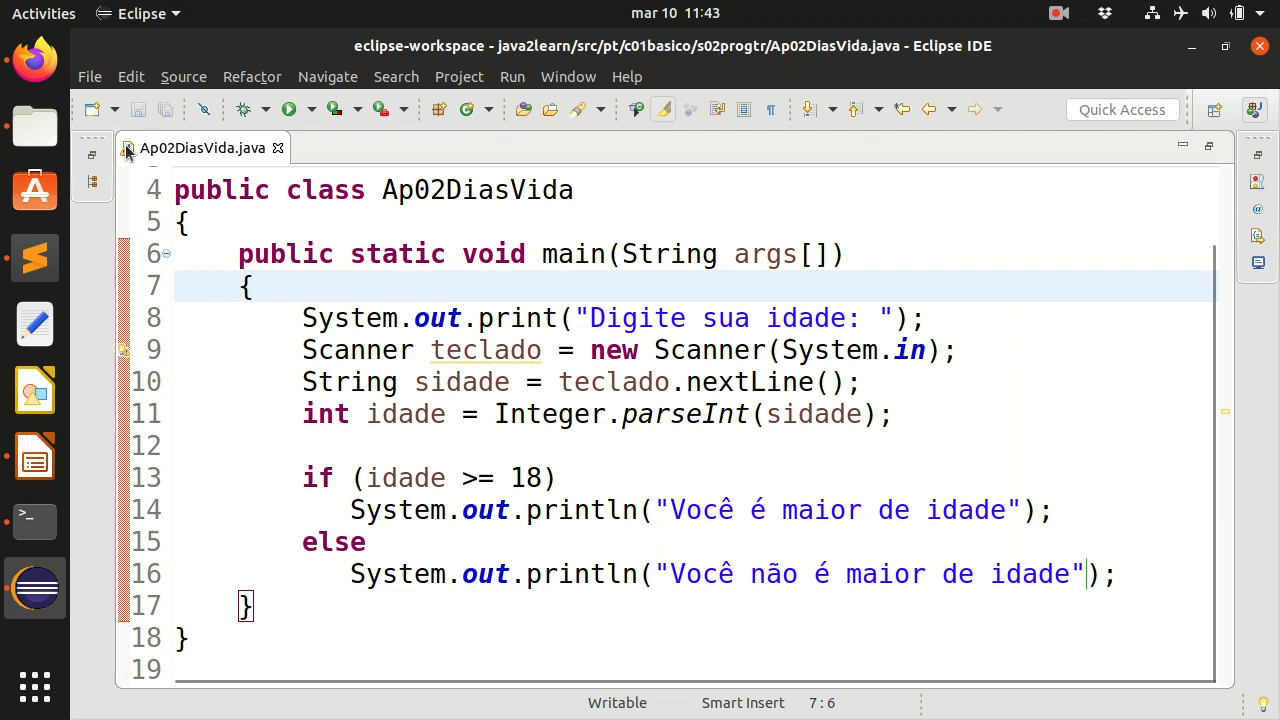 Activities Eclipse mar 10 11:43
eclipse-workspace - java2learn/src/pt/c01basico/s02progtr/Ap02DiasVida.java - Eclipse IDE
File Edit Source Refactor Navigate Search Run Window Help
Quick Access
Ap02DiasVida.java
4 public class Ap02DiasVida
5 {
6 public static void main(String args[])
7 {
8 System.out.print("Digite sua idade: ");
9 Scanner teclado = new Scanner(System.in);
10 String sidade = teclado.nextLine();
11 int idade = Integer.parseInt(sidade);
12
13 if (idade >= 18)
14 System.out.println("Você é maior de idade");
15 else
16 System.out.println("Você não é maior de idade");
17 }
18 }
19
Writable Smart Insert 7:6